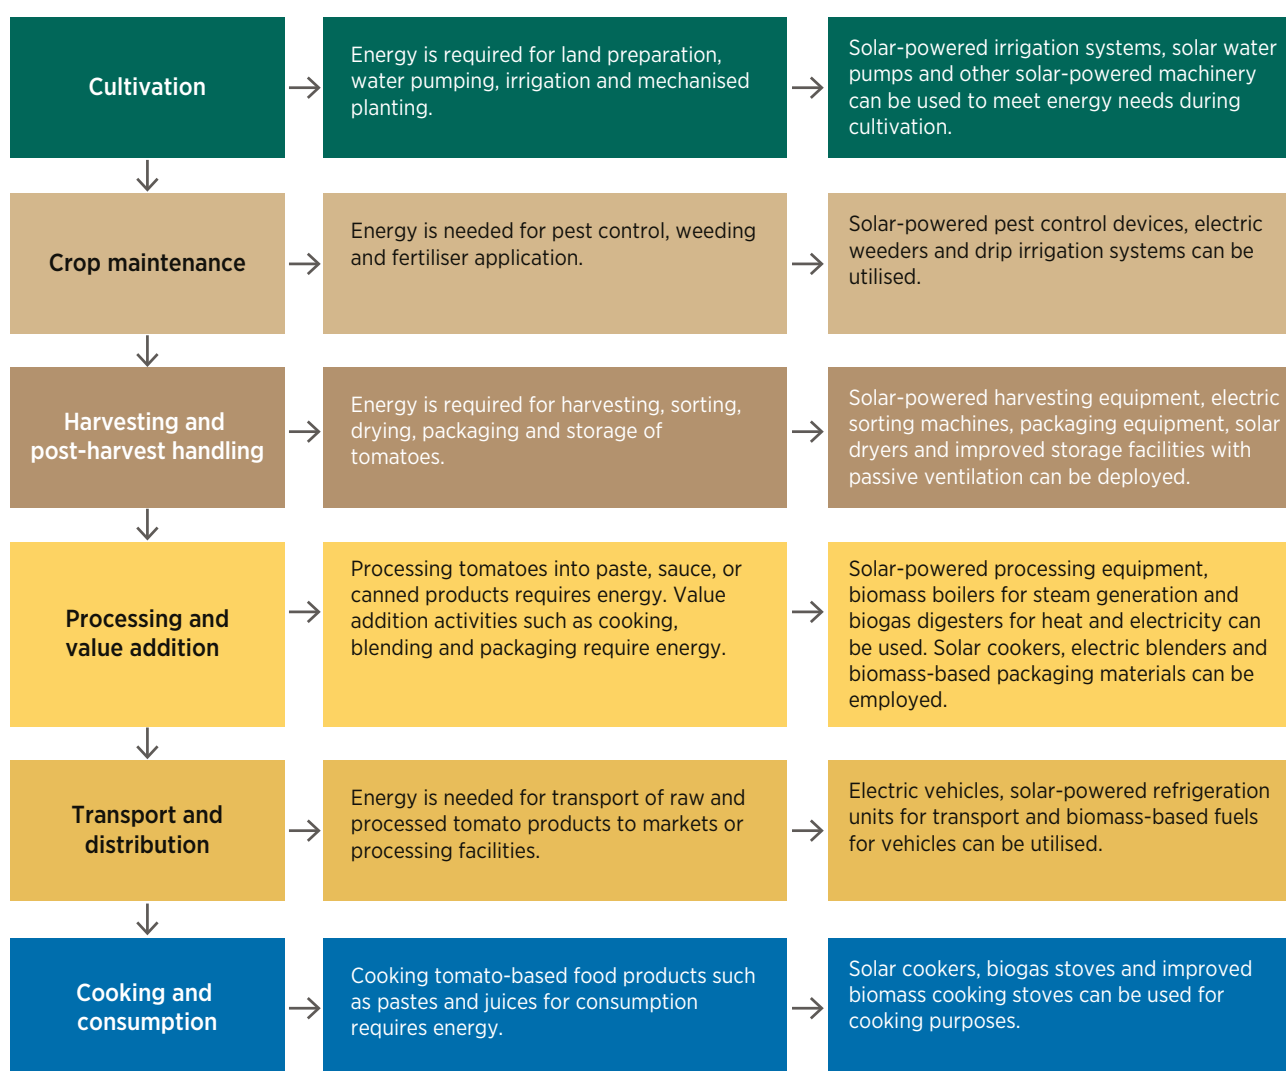 Cultivation
Energy is required for land preparation,
water pumping, irrigation and mechanised
planting.
Solar-powered irrigation systems, solar water
pumps and other solar-powered machinery
can be used to meet energy needs during
cultivation.
Crop maintenance
Energy is needed for pest control, weeding
and fertiliser application.
Solar-powered pest control devices, electric
weeders and drip irrigation systems can be
utilised.
Harvesting and
post-harvest handling
Energy is required for harvesting, sorting,
drying, packaging and storage of
tomatoes.
Solar-powered harvesting equipment, electric
sorting machines, packaging equipment, solar
dryers and improved storage facilities with
passive ventilation can be deployed.
Processing and
value addition
Processing tomatoes into paste, sauce, or
canned products requires energy. Value
addition activities such as cooking,
blending and packaging require energy.
Solar-powered processing equipment,
biomass boilers for steam generation and
biogas digesters for heat and electricity can
be used. Solar cookers, electric blenders and
biomass-based packaging materials can be
employed.
Transport and
distribution
Energy is needed for transport of raw and
processed tomato products to markets or
processing facilities.
Electric vehicles, solar-powered refrigeration
units for transport and biomass-based fuels
for vehicles can be utilised.
Cooking and
consumption
Cooking tomato-based food products such
as pastes and juices for consumption
requires energy.
Solar cookers, biogas stoves and improved
biomass cooking stoves can be used for
cooking purposes.